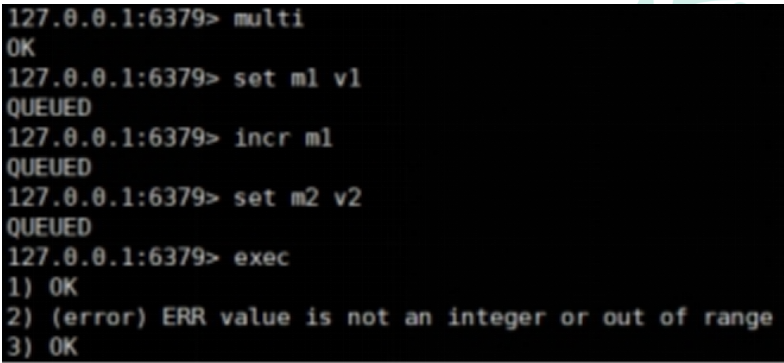 127.0.0.1:6379> multi
OK
127.0.0.1:6379> set m1 v1
QUEUED
127.0.0.1:6379> incr m1
QUEUED
127.0.0.1:6379> set m2 v2
QUEUED
127.0.0.1:6379> exec
1) OK
2) (error) ERR value is not an integer or out of range
3) OK